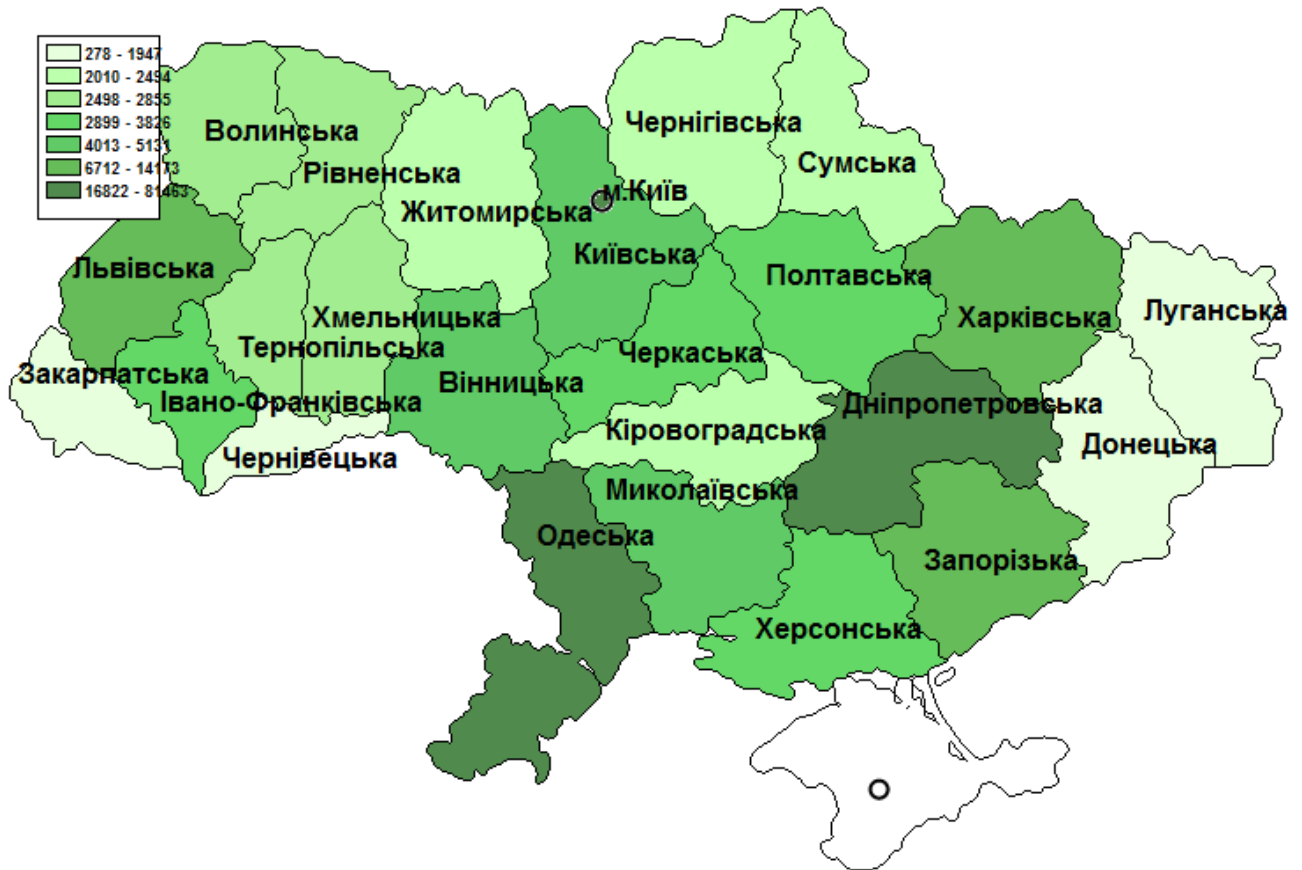 278 - 1947
2010 - 2494
2498 - 2855
2899 - 3826
4013 - 5131
6712 - 14173
16822 - 81463
Волинська
Рівненська
Житомирська
Чернігівська
Сумська
м.Київ
Львівська
Київська
Полтавська
Харківська
Луганська
Хмельницька
Тернопільська
Черкаська
Закарпатська
Вінницька
Івано-Франківська
Дніпропетровська
Кіровоградська
Донецька
Чернівецька
Миколаївська
Одеська
Запорізька
Херсонська